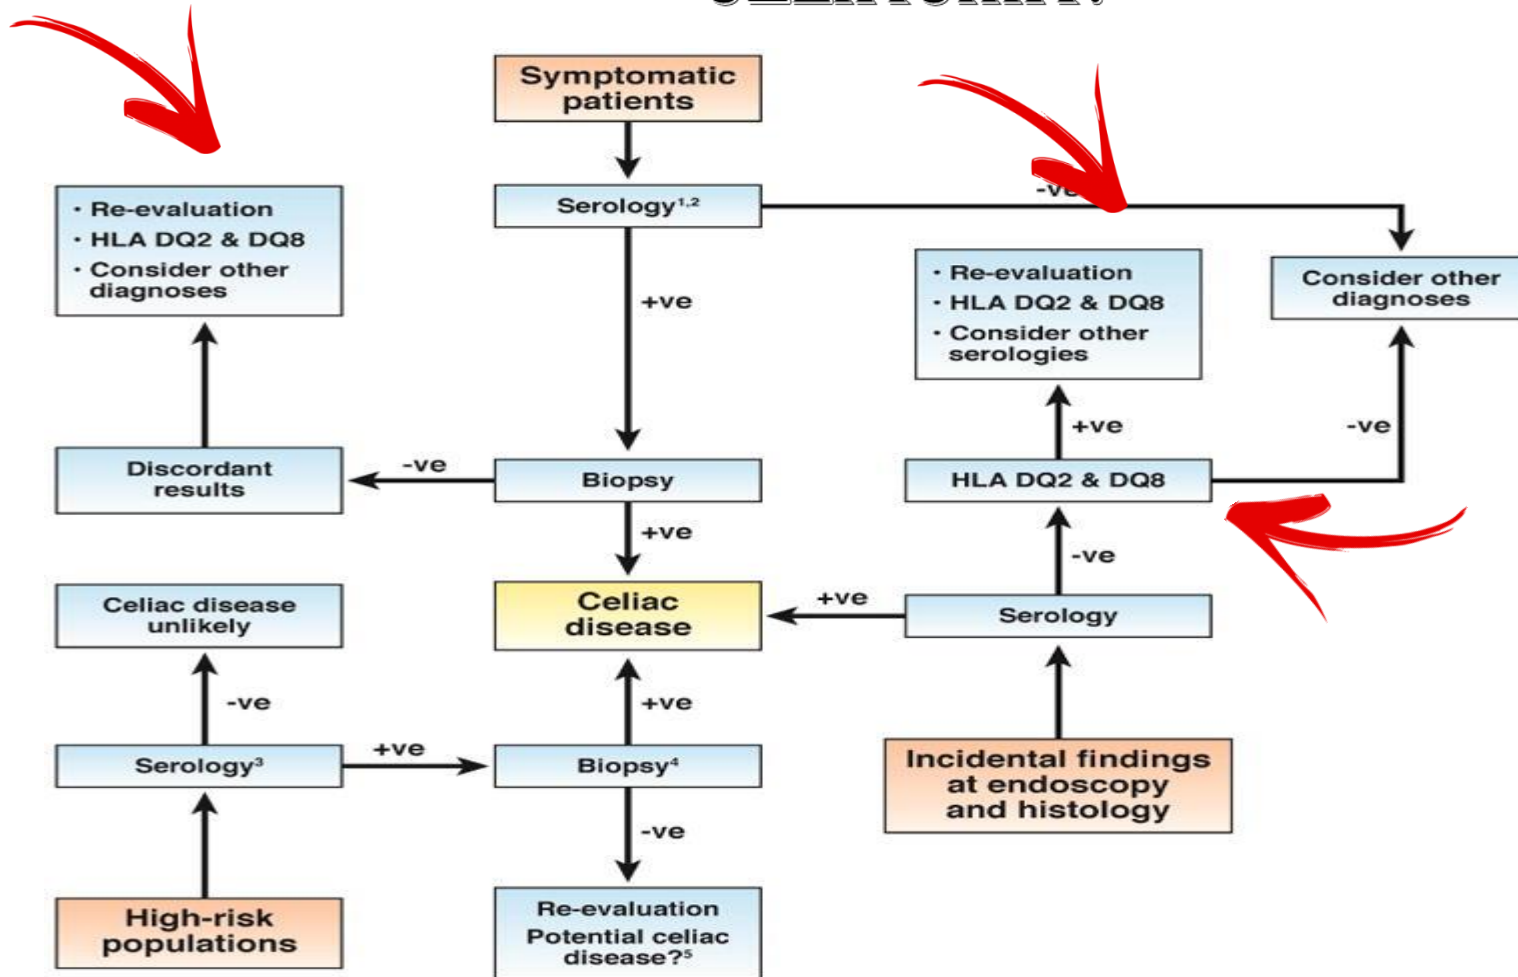 Symptomatic
patients
Serology1,2
-ve
+ve
· Re-evaluation
· HLA DQ2 & DQ8
· Consider other
diagnoses
· Re-evaluation
· HLA DQ2 & DQ8
· Consider other
serologies
Consider other
diagnoses
+ve
-ve
Discordant
results
-ve
Biopsy
HLA DQ2 & DQ8
+ve
-ve
Celiac disease
unlikely
Celiac
disease
+ve
Serology
-ve
+ve
Serology3
+ve
Biopsy4
Incidental findings
at endoscopy
and histology
-ve
High-risk
populations
Re-evaluation
Potential celiac
disease?5